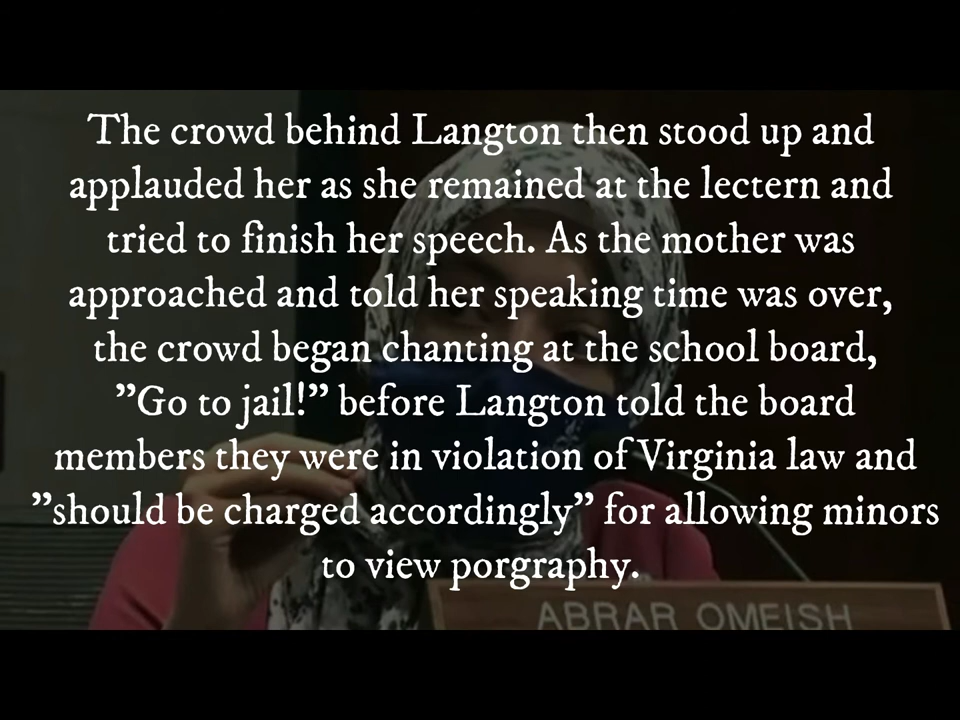 The crowd behind Langton then stood up and
applauded her as she remained at the lectern and
tried to finish her speech. As the mother was
approached and told her speaking time was over,
the crowd began chanting at the school board,
”Go to jail!” before Langton told the board
members they were in violation of Virginia law and
”should be charged accordingly” for allowing minors
to view porgraphy.
ABRAR OMEISH